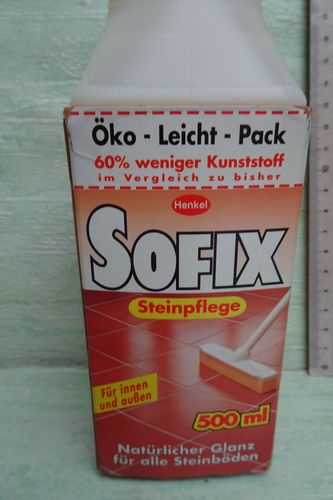 Öko - Leicht - Pack
60% weniger Kunststoff
im Vergleich zu bisher
Henkel
SOFIX
Steinpflege
Für innen
und außen
500 ml
Natürlicher Glanz
für alle Steinböden